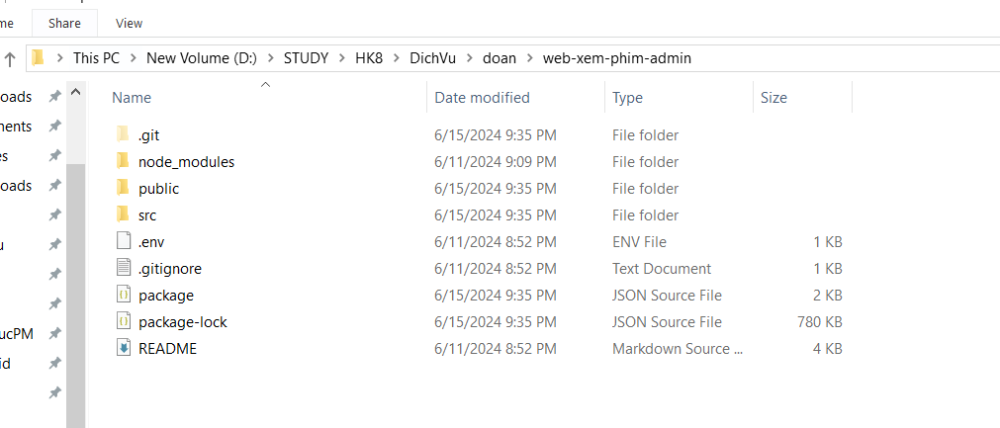 me Share View
This PC > New Volume (D:) > STUDY > HK8 > DichVu > doan > web-xem-phim-admin
oads
Name Date modified Type Size
nents
.git 6/15/2024 9:35 PM File folder
es
node_modules 6/11/2024 9:09 PM File folder
oads
public 6/15/2024 9:35 PM File folder
src 6/15/2024 9:35 PM File folder
u
.env 6/11/2024 8:52 PM ENV File 1 KB
.gitignore 6/11/2024 8:52 PM Text Document 1 KB
package 6/15/2024 9:35 PM JSON Source File 2 KB
ucPM
package-lock 6/15/2024 9:35 PM JSON Source File 780 KB
id
README 6/11/2024 8:52 PM Markdown Source ... 4 KB